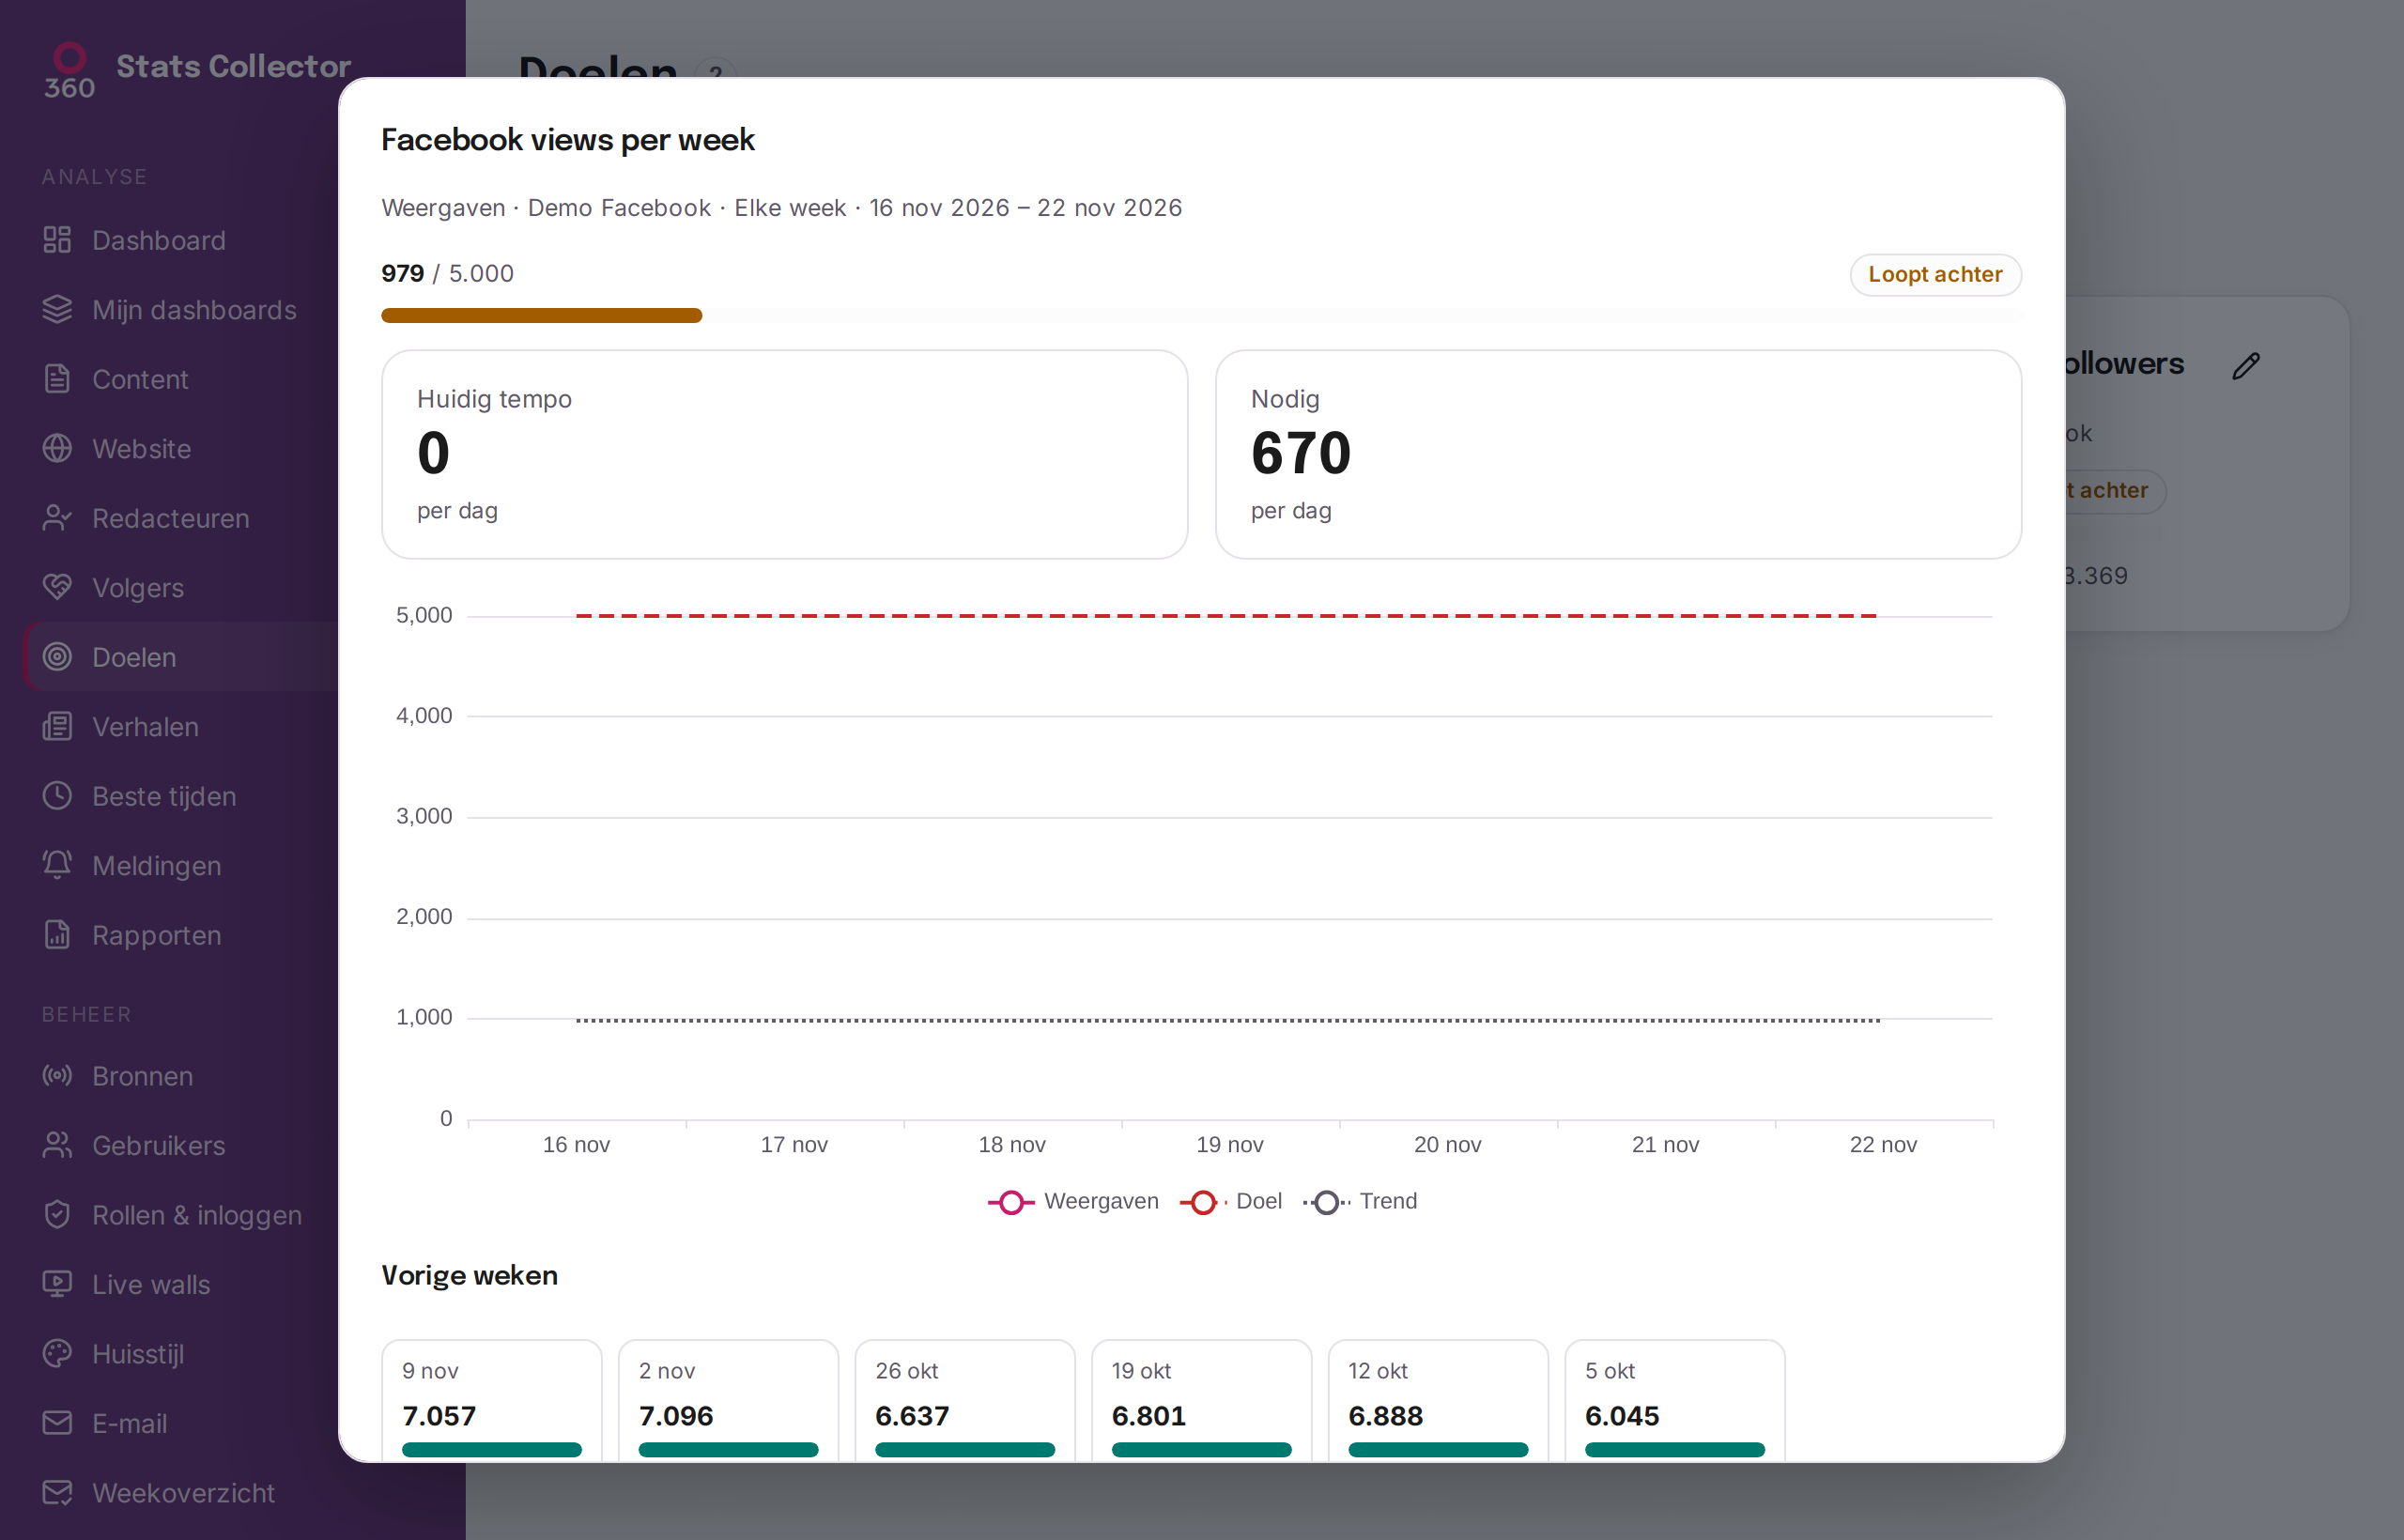 360
Stats Collector
ANALYSE
Dashboard
Mijn dashboards
Content
Website
Redacteuren
Volgers
Doelen
Verhalen
Beste tijden
Meldingen
Rapporten
BEHEER
Bronnen
Gebruikers
Rollen & inloggen
Live walls
Huisstijl
E-mail
Weekoverzicht
Doelen 2
Facebook views per week
Weergaven · Demo Facebook · Elke week · 16 nov 2026 – 22 nov 2026
979 / 5.000
Loopt achter
Huidig tempo
0
per dag
Nodig
670
per dag
5,000
4,000
3,000
2,000
1,000
0
16 nov 17 nov 18 nov 19 nov 20 nov 21 nov 22 nov
Weergaven Doel Trend
Vorige weken
9 nov
7.057
2 nov
7.096
26 okt
6.637
19 okt
6.801
12 okt
6.888
5 okt
6.045
ollowers
ok
t achter
3.369